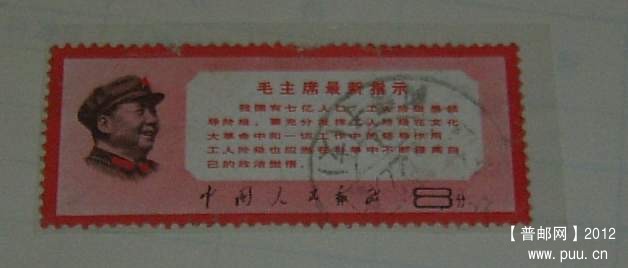 毛主席最新指示
我国有七亿人口，工人阶级是领
导阶级。要充分发挥工人阶级在文化
大革命中和一切工作中的领导作用。
工人阶级也应当在斗争中不断提高自
己的政治觉悟。
中国人民邮政 8分
【普邮网】2012
www.puu.cn